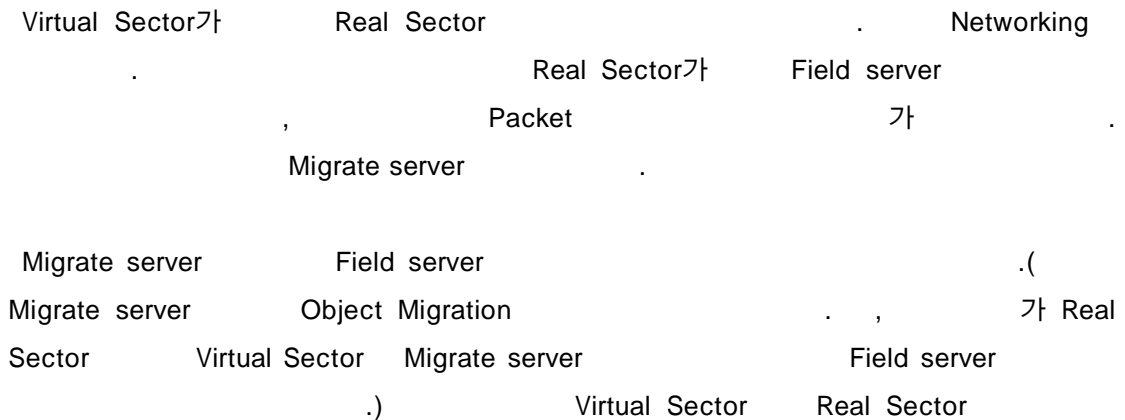 Virtual Sector가 Real Sector . Networking
. Real Sector가 Field server
, Packet 가 .
Migrate server .
Migrate server Field server .(
Migrate server Object Migration . , 가 Real
Sector Virtual Sector Migrate server Field server
.) Virtual Sector Real Sector